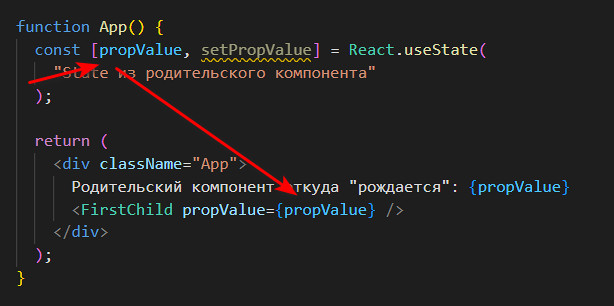 function App() {
const [propValue, setPropValue] = React.useState(
"State из родительского компонента"
);
return (
<div className="App">
Родительский компонент откуда "рождается": {propValue}
<FirstChild propValue={propValue} />
</div>
);
}